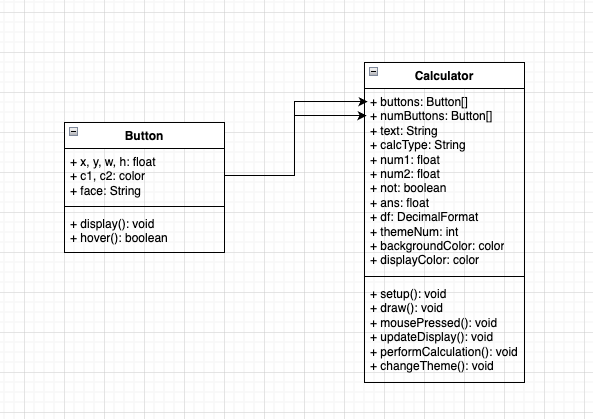 Button
+ x, y, w, h: float
+ c1, c2: color
+ face: String
+ display(): void
+ hover(): boolean
Calculator
+ buttons: Button[]
+ numButtons: Button[]
+ text: String
+ calcType: String
+ num1: float
+ num2: float
+ not: boolean
+ ans: float
+ df: DecimalFormat
+ themeNum: int
+ backgroundColor: color
+ displayColor: color
+ setup(): void
+ draw(): void
+ mousePressed(): void
+ updateDisplay(): void
+ performCalculation(): void
+ changeTheme(): void